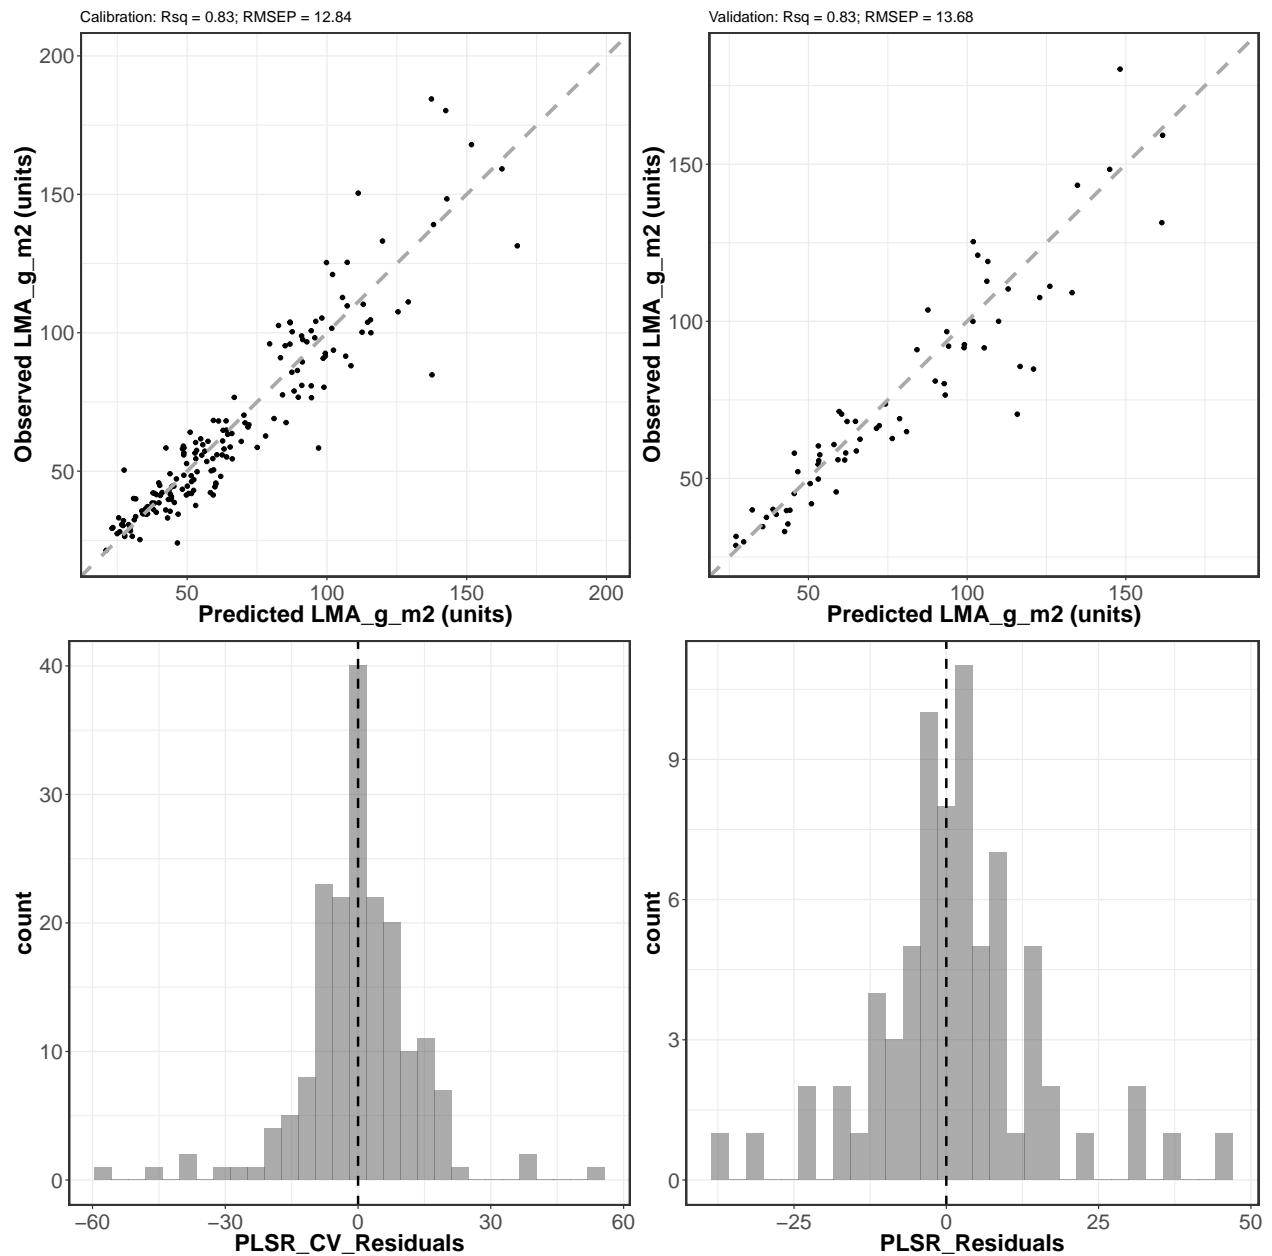 Calibration: Rsq = 0.83; RMSEP = 12.84
200
150
100
50
50 100 150 200
Observed LMA_g_m2 (units)
Predicted LMA_g_m2 (units)
Validation: Rsq = 0.83; RMSEP = 13.68
150
100
50
50 100 150
Observed LMA_g_m2 (units)
Predicted LMA_g_m2 (units)
40
30
20
10
0
−60 −30 0 30 60
count
PLSR_CV_Residuals
9
6
3
0
−25 0 25 50
count
PLSR_Residuals